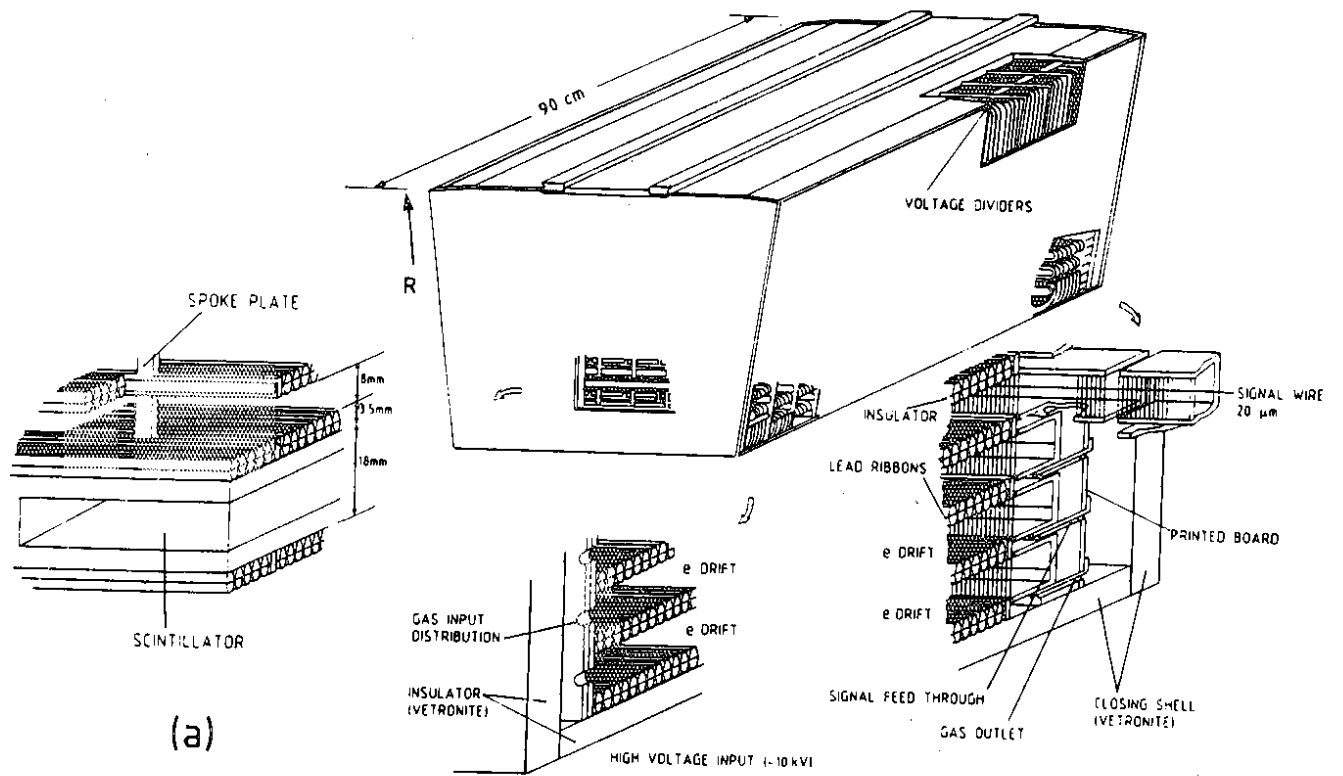 90 cm
VOLTAGE DIVIDERS
R
SPOKE PLATE
8mm
3.5mm
18mm
SCINTILLATOR
(a)
INSULATOR
SIGNAL WIRE
20 µm
LEAD RIBBONS
e DRIFT
PRINTED BOARD
e DRIFT
SIGNAL FEED THROUGH
GAS OUTLET
CLOSING SHELL
(VETRONITE)
e DRIFT
GAS INPUT
DISTRIBUTION
e DRIFT
INSULATOR
(VETRONITE)
HIGH VOLTAGE INPUT (-10 kV)